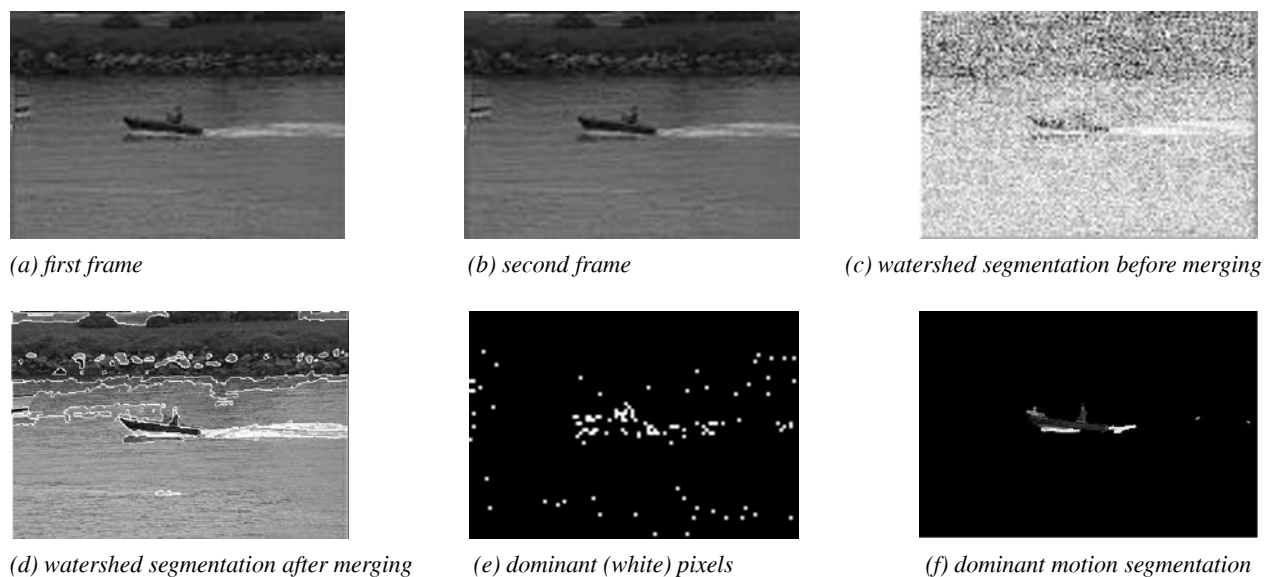 (a) first frame
(b) second frame
(c) watershed segmentation before merging
(d) watershed segmentation after merging
(e) dominant (white) pixels
(f) dominant motion segmentation